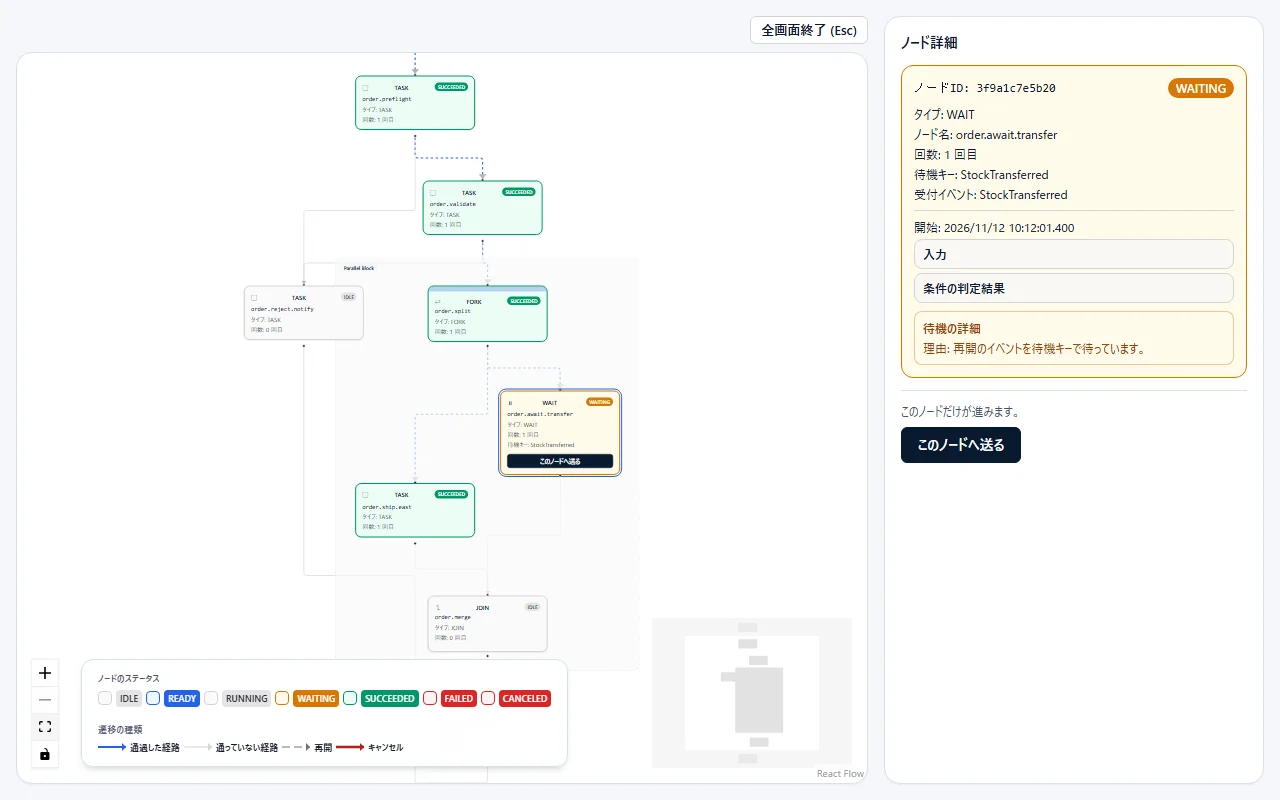 全画面終了 (Esc)
TASK
SUCCEEDED
order.preflight
タイプ: TASK
回数: 1 回目
TASK
SUCCEEDED
order.validate
タイプ: TASK
回数: 1 回目
Parallel Block
TASK
IDLE
order.reject.notify
タイプ: TASK
回数: 0 回目
FORK
SUCCEEDED
order.split
タイプ: FORK
回数: 1 回目
WAIT
WAITING
order.await.transfer
タイプ: WAIT
回数: 1 回目
待機キー: StockTransferred
このノードへ送る
TASK
SUCCEEDED
order.ship.east
タイプ: TASK
回数: 1 回目
JOIN
IDLE
order.merge
タイプ: JOIN
回数: 0 回目
ノードのステータス
IDLE READY RUNNING WAITING SUCCEEDED FAILED CANCELED
遷移の種類
通過した経路 通っていない経路 再開 キャンセル
React Flow
ノード詳細
ノードID: 3f9a1c7e5b20
WAITING
タイプ: WAIT
ノード名: order.await.transfer
回数: 1 回目
待機キー: StockTransferred
受付イベント: StockTransferred
開始: 2026/11/12 10:12:01.400
入力
条件の判定結果
待機の詳細
理由: 再開のイベントを待機キーで待っています。
このノードだけが進みます。
このノードへ送る